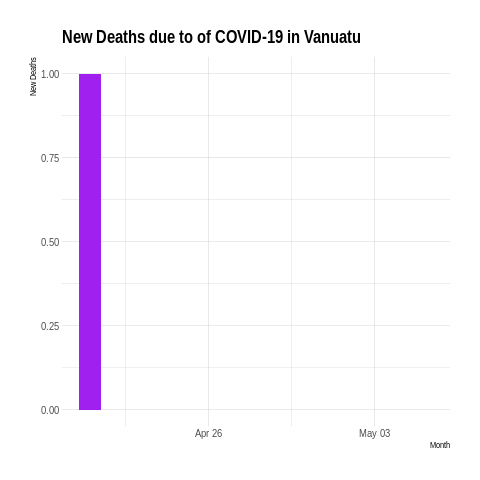 New Deaths due to of COVID-19 in Vanuatu
New Deaths
1.00
0.75
0.50
0.25
0.00
Apr 26
May 03
Month